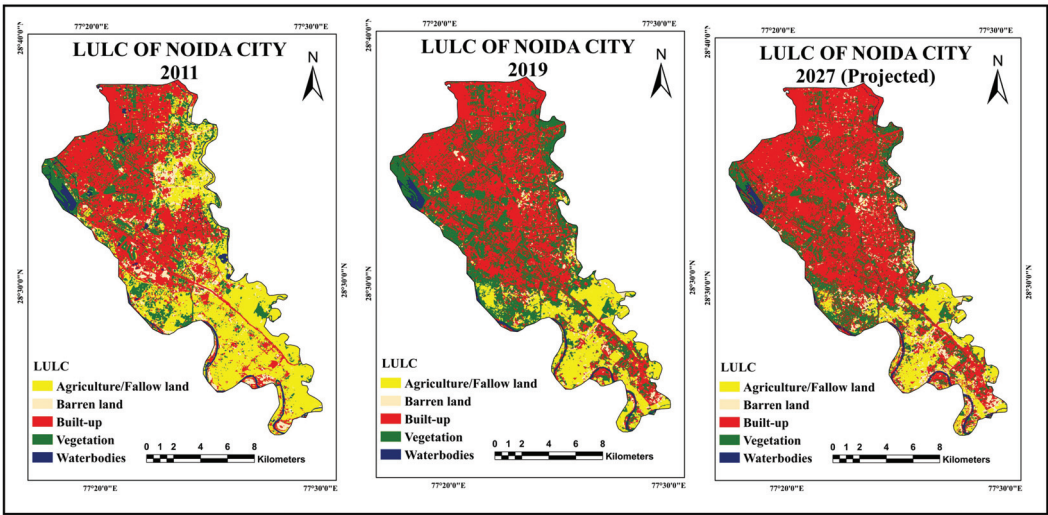 77°20'0"E 77°30'0"E
28°40'0"N
LULC OF NOIDA CITY
2011
N
28°30'0"N
LULC
Agriculture/Fallow land
Barren land
Built-up
Vegetation
Waterbodies
0 1 2 4 6 8
Kilometers
77°20'0"E 77°30'0"E
77°20'0"E 77°30'0"E
28°40'0"N
LULC OF NOIDA CITY
2019
N
28°30'0"N
LULC
Agriculture/Fallow land
Barren land
Built-up
Vegetation
Waterbodies
0 1 2 4 6 8
Kilometers
77°20'0"E 77°30'0"E
77°20'0"E 77°30'0"E
28°40'0"N
LULC OF NOIDA CITY
2027 (Projected)
N
28°30'0"N
28°30'0"N
LULC
Agriculture/Fallow land
Barren land
Built-up
Vegetation
Waterbodies
0 1 2 4 6 8
Kilometers
77°20'0"E 77°30'0"E